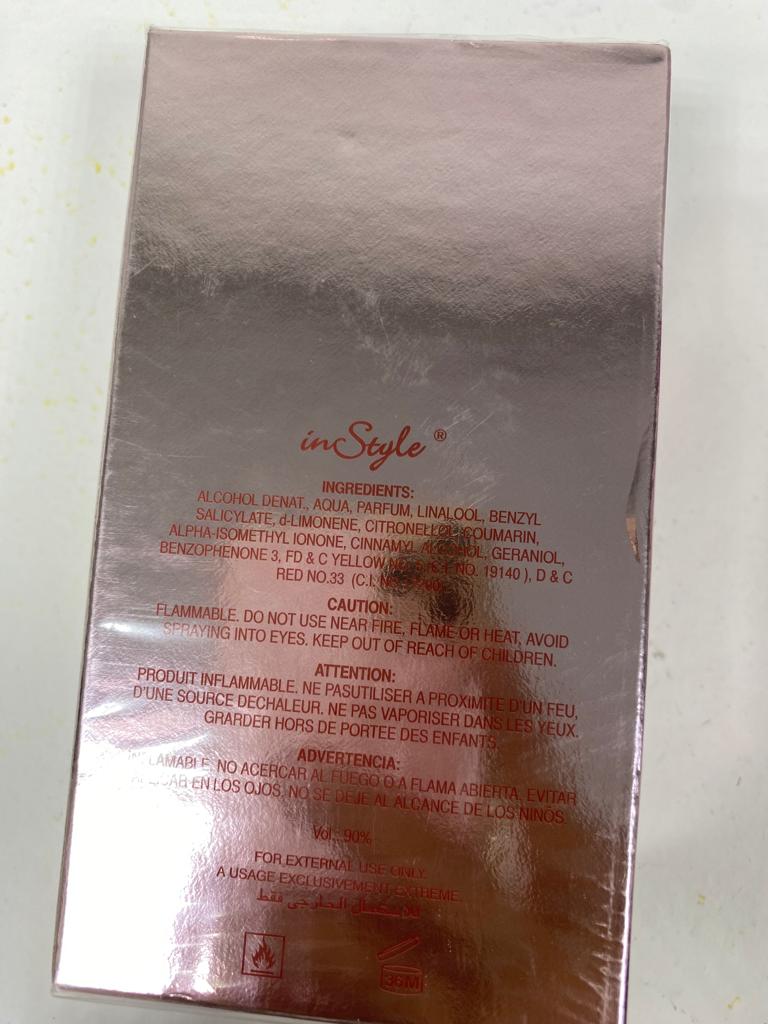 inStyle ®
INGREDIENTS:
ALCOHOL DENAT., AQUA, PARFUM, LINALOOL, BENZYL
SALICYLATE, d-LIMONENE, CITRONELLOL, COUMARIN,
ALPHA-ISOMETHYL IONONE, CINNAMYL ALCOHOL, GERANIOL,
BENZOPHENONE 3, FD & C YELLOW NO. 19140 ), D & C
RED NO.33 (C.I.
CAUTION:
FLAMMABLE. DO NOT USE NEAR FIRE, FLAME OR HEAT, AVOID
SPRAYING INTO EYES. KEEP OUT OF REACH OF CHILDREN.
ATTENTION:
PRODUIT INFLAMMABLE. NE PASUTILISER A PROXIMITE D'UN FEU,
D'UNE SOURCE DECHALEUR. NE PAS VAPORISER DANS LES YEUX.
GRARDER HORS DE PORTEE DES ENFANTS.
ADVERTENCIA:
NO ACERCAR AL FUEGO O A FLAMA ABIERTA, EVITAR
EN LOS OJOS. NO SE DEJE AL ALCANCE DE LOS NINÕS.
Vol.: 90%
FOR EXTERNAL USE ONLY.
A USAGE EXCLUSIVEMENT EXTREME.
للاستعمال الخارجي فقط
36M